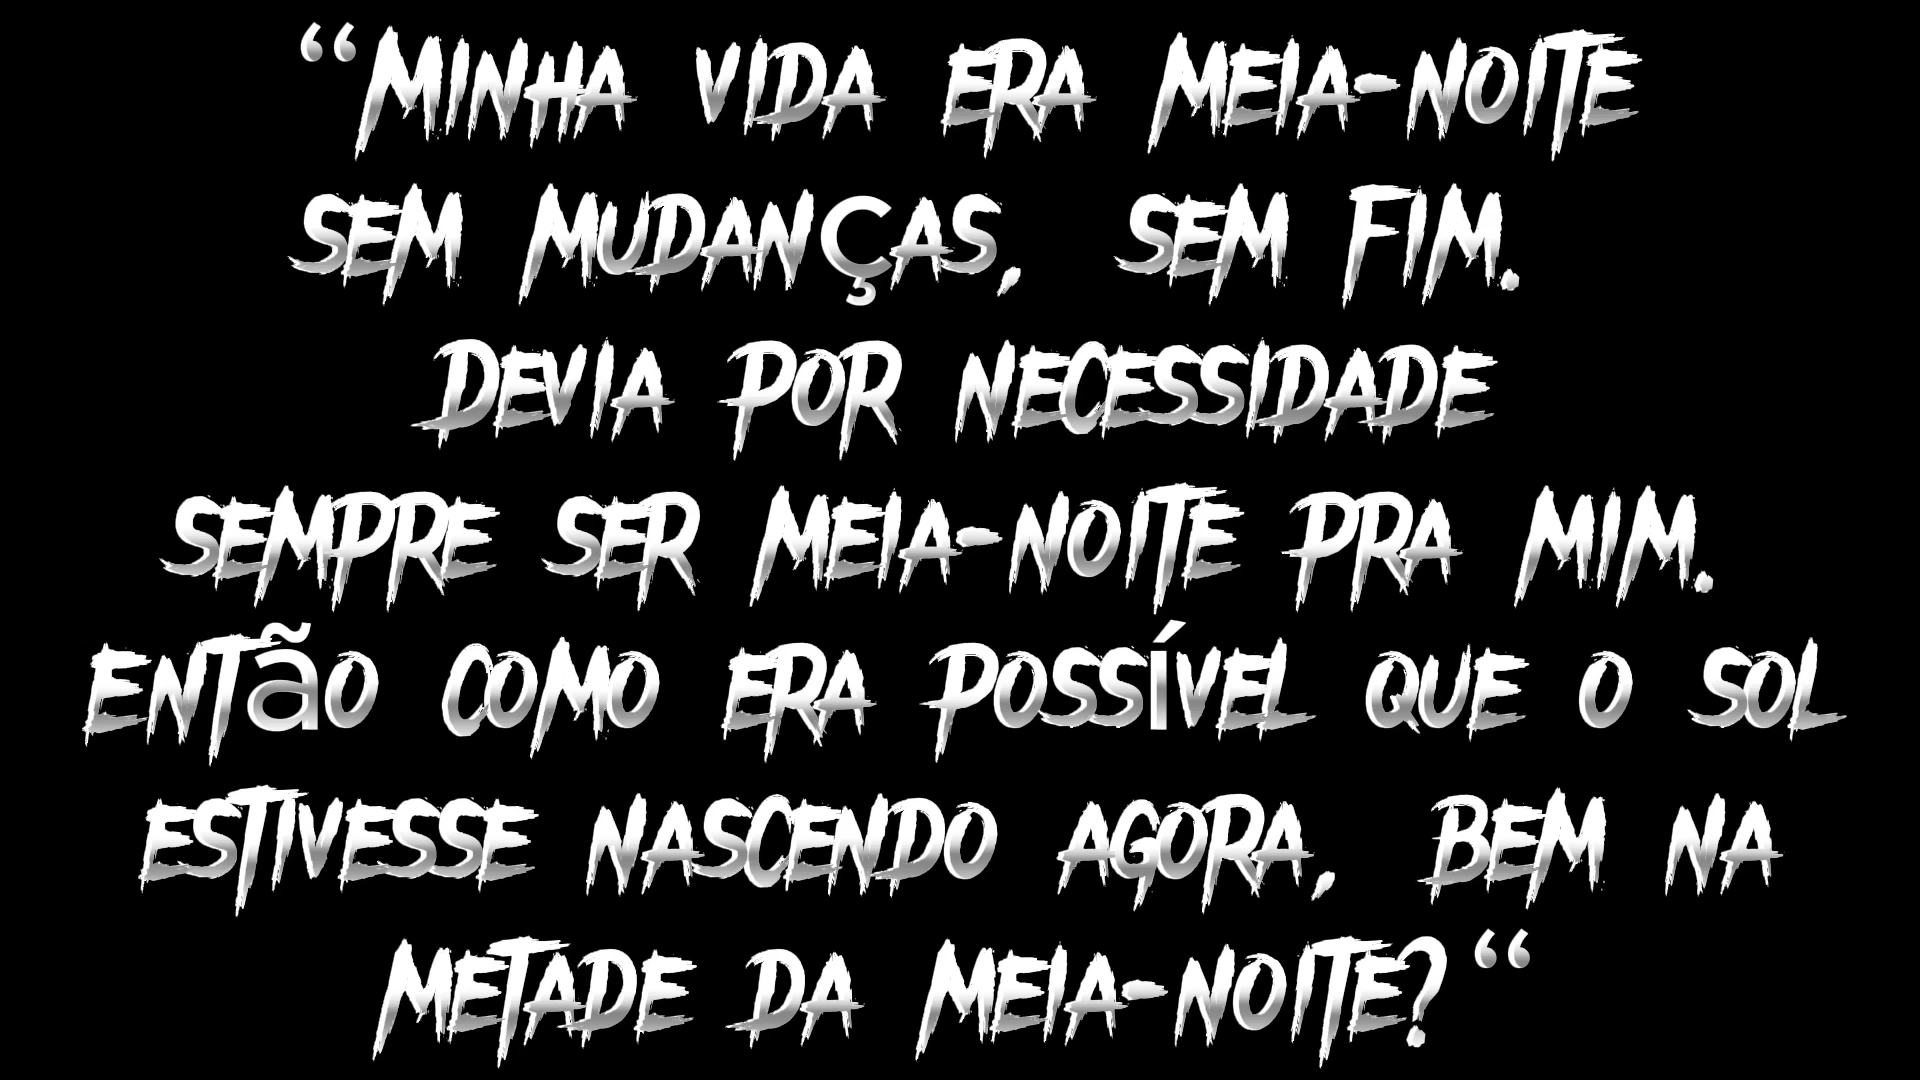 “Minha vida era meia-noite
sem mudanças, sem fim.
Devia por necessidade
sempre ser meia-noite pra mim.
Então como era possível que o sol
estivesse nascendo agora, bem na
metade da meia-noite?“